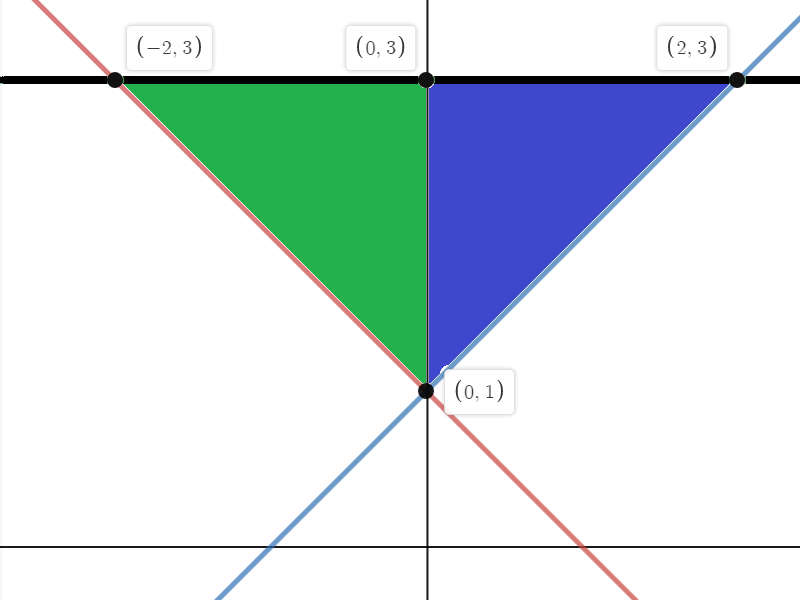 (−2, 3)
(0, 3)
(2, 3)
(0, 1)